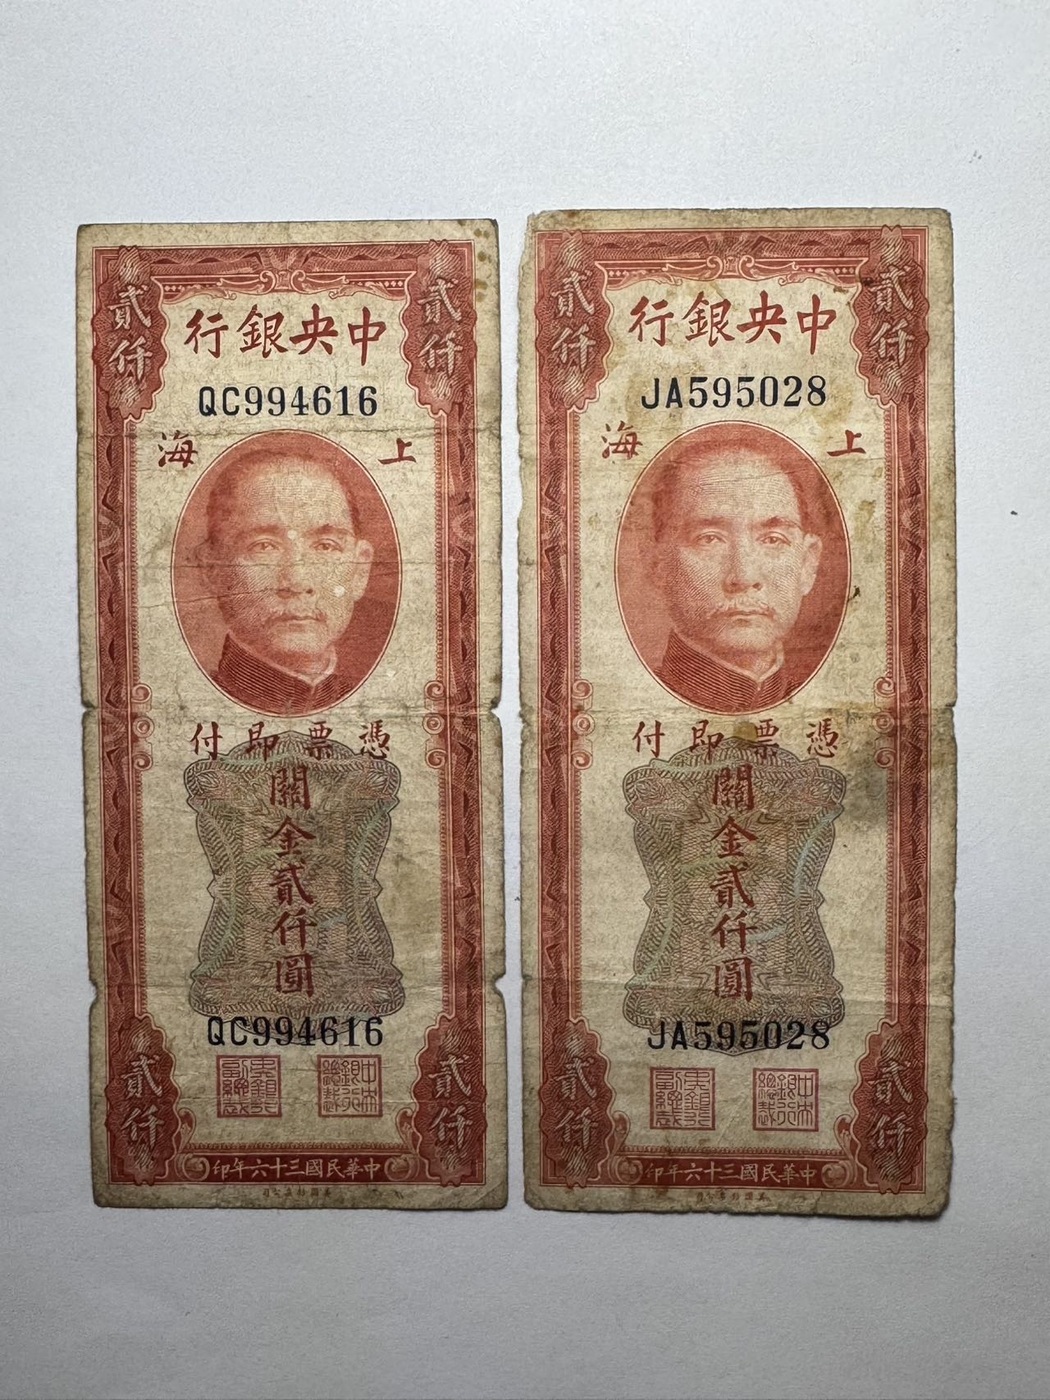 貳仟
貳仟
中央銀行
QC994616
上海
憑票即付
關金貳仟圓
QC994616
貳仟
貳仟
中華民國三十六年印
貳仟
貳仟
中央銀行
JA595028
上海
憑票即付
關金貳仟圓
JA595028
貳仟
貳仟
中華民國三十六年印